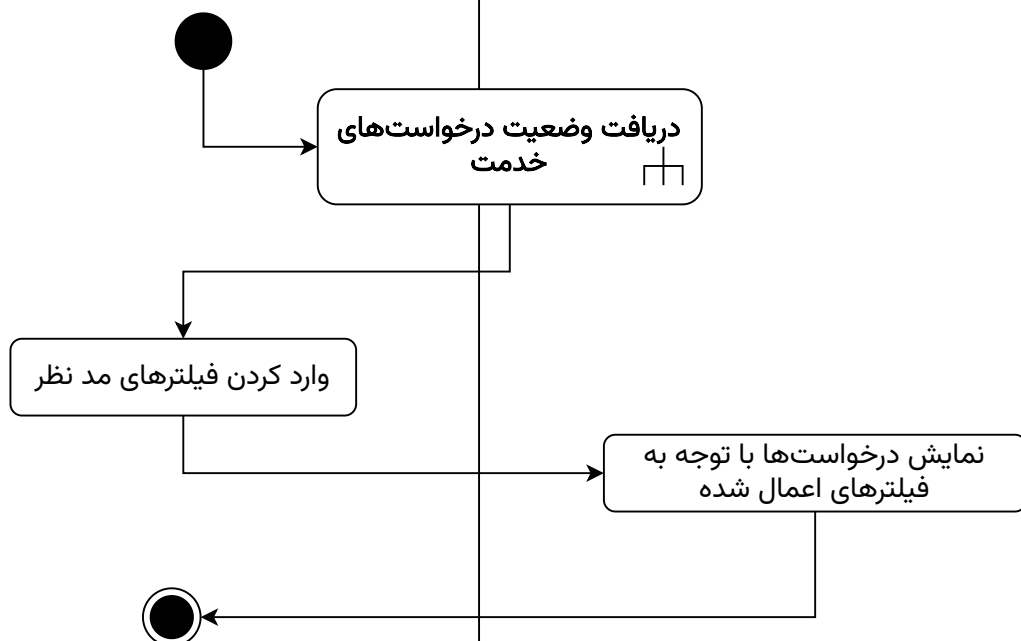 دریافت وضعیت درخواست‌های
خدمت
وارد کردن فیلترهای مد نظر
نمایش درخواست‌ها با توجه به
فیلترهای اعمال شده